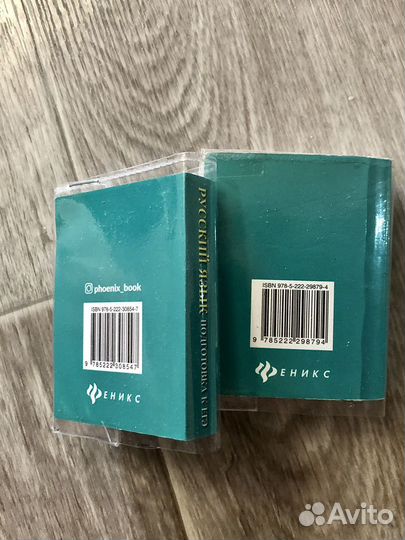 phoenix_book
ISBN 978-5-222-30854-7
9 785222 308547
ФЕНИКС
РУССКИЙ ЯЗЫК ПОДГОТОВКА К ЕГЭ
ISBN 978-5-222-29879-4
9 785222 298794
ФЕНИКС
Avito